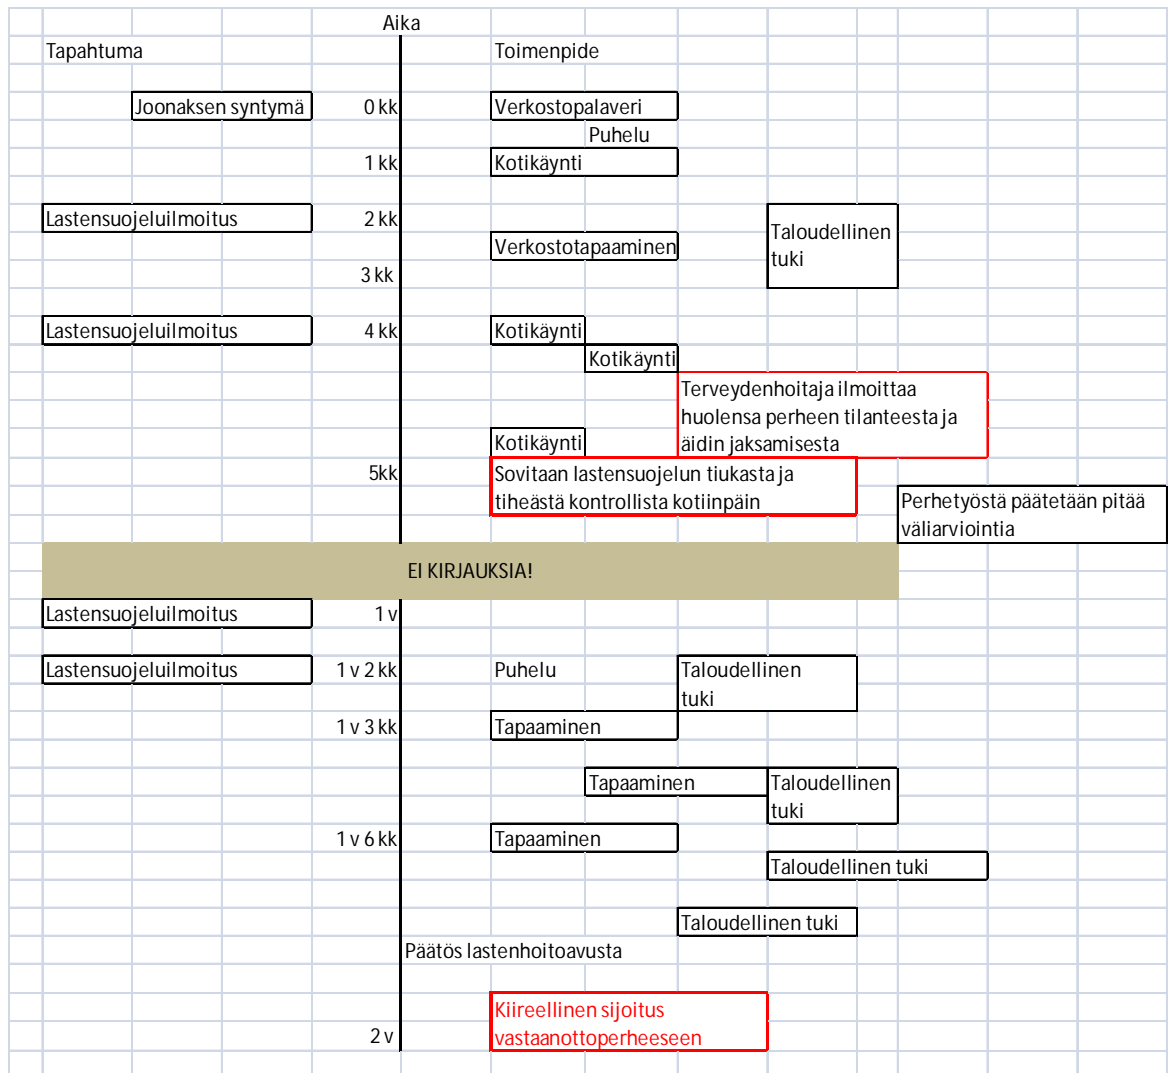 Aika
Tapahtuma
Toimenpide
Joonaksen syntymä
0 kk
Verkostopalaveri
Puhelu
1 kk
Kotikäynti
Lastensuojeluilmoitus
2 kk
Taloudellinen
tuki
Verkostotapaaminen
3 kk
Lastensuojeluilmoitus
4 kk
Kotikäynti
Kotikäynti
Terveydenhoitaja ilmoittaa
huolensa perheen tilanteesta ja
äidin jaksamisesta
Kotikäynti
5kk
Sovitaan lastensuojelun tiukasta ja
tiheästä kontrollista kotiinpäin
Perhetyöstä päätetään pitää
väliarviointia
EI KIRJAUKSIA!
Lastensuojeluilmoitus
1 v
Lastensuojeluilmoitus
1 v 2 kk
Puhelu
Taloudellinen
tuki
1 v 3 kk
Tapaaminen
Tapaaminen
Taloudellinen
tuki
1 v 6 kk
Tapaaminen
Taloudellinen tuki
Taloudellinen tuki
Päätös lastenhoitoavusta
Kiireellinen sijoitus
vastaanottoperheeseen
2 v